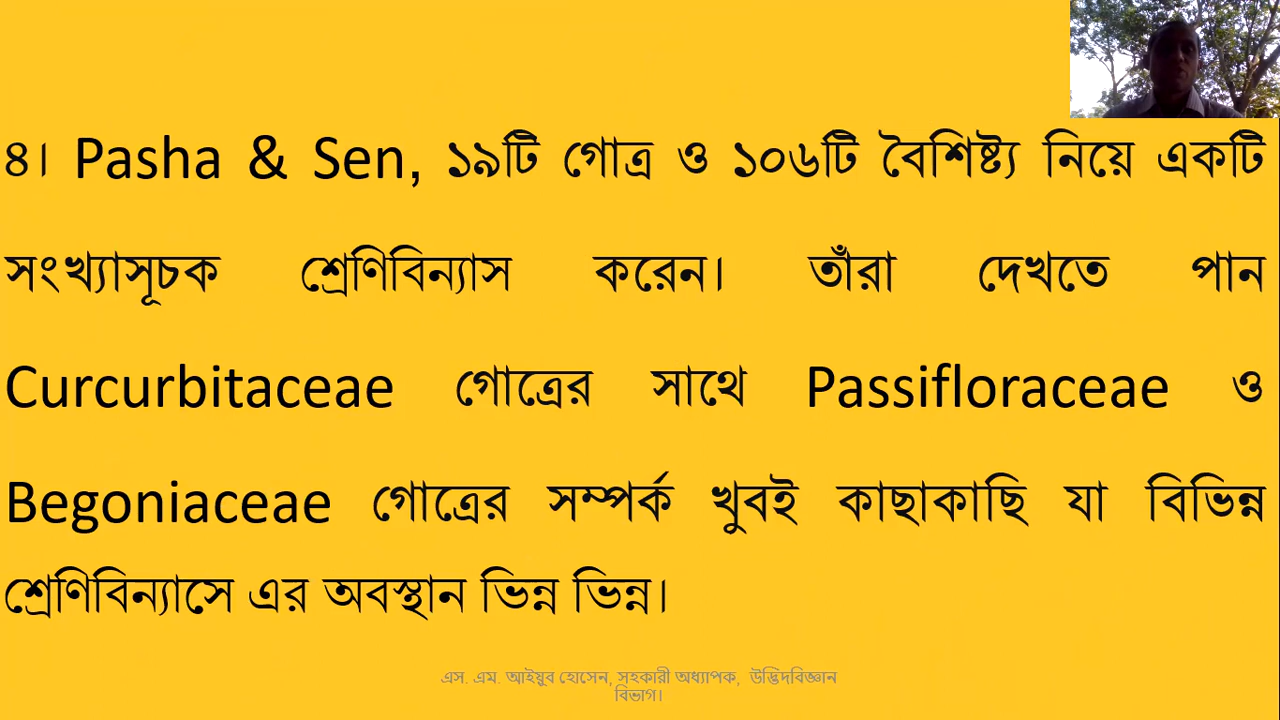 ৪। Pasha & Sen, ১৯টি গোত্র ও ১০৬টি বৈশিষ্ট্য নিয়ে একটি
সংখ্যাসূচক শ্রেণিবিন্যাস করেন। তাঁরা দেখতে পান
Curcurbitaceae গোত্রের সাথে Passifloraceae ও
Begoniaceae গোত্রের সম্পর্ক খুবই কাছাকাছি যা বিভিন্ন
শ্রেণিবিন্যাসে এর অবস্থান ভিন্ন ভিন্ন।
এস. এম. আইয়ুব হোসেন, সহকারী অধ্যাপক, উদ্ভিদবিজ্ঞান
বিভাগ।